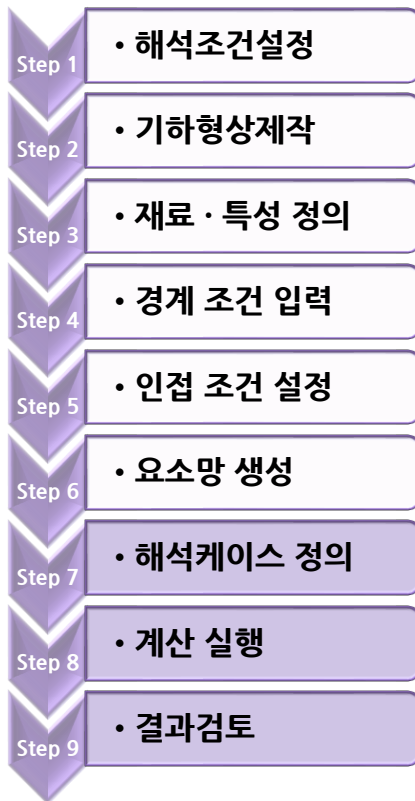 Step 1
• 해석조건설정
Step 2
• 기하형상제작
Step 3
• 재료 · 특성 정의
Step 4
• 경계 조건 입력
Step 5
• 인접 조건 설정
Step 6
• 요소망 생성
Step 7
• 해석케이스 정의
Step 8
• 계산 실행
Step 9
• 결과검토